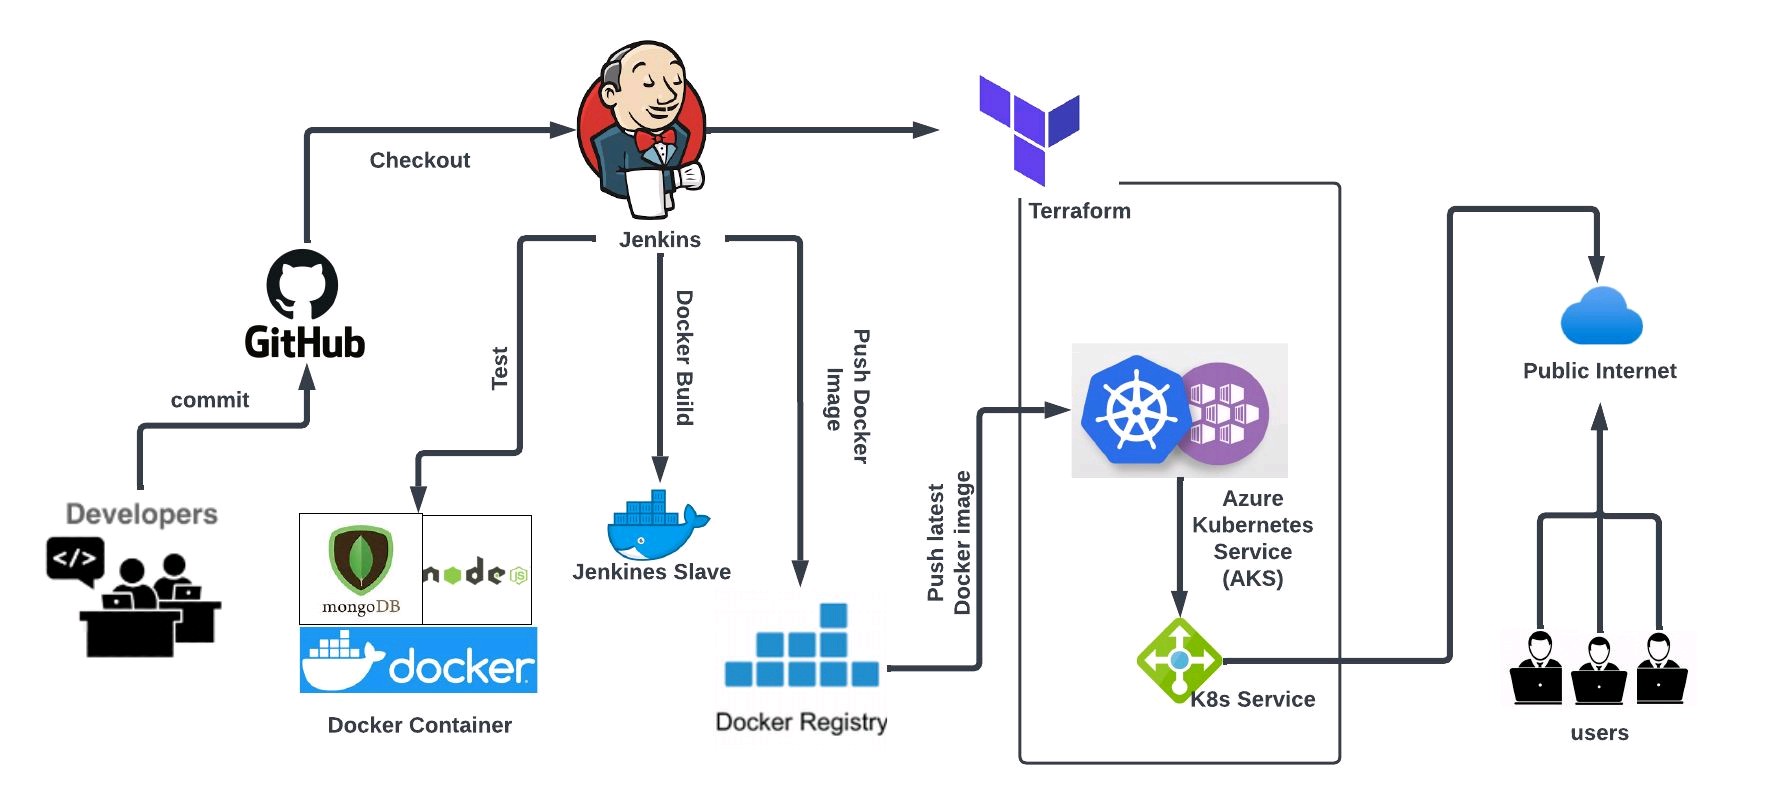 Checkout
Terraform
Jenkins
GitHub
commit
Test
Docker Build
Push Docker
Image
Public Internet
Developers
</>
mongoDB
node
JS
docker
Docker Container
Jenkines Slave
Docker Registry
Push latest
Docker image
Azure
Kubernetes
Service
(AKS)
K8s Service
users